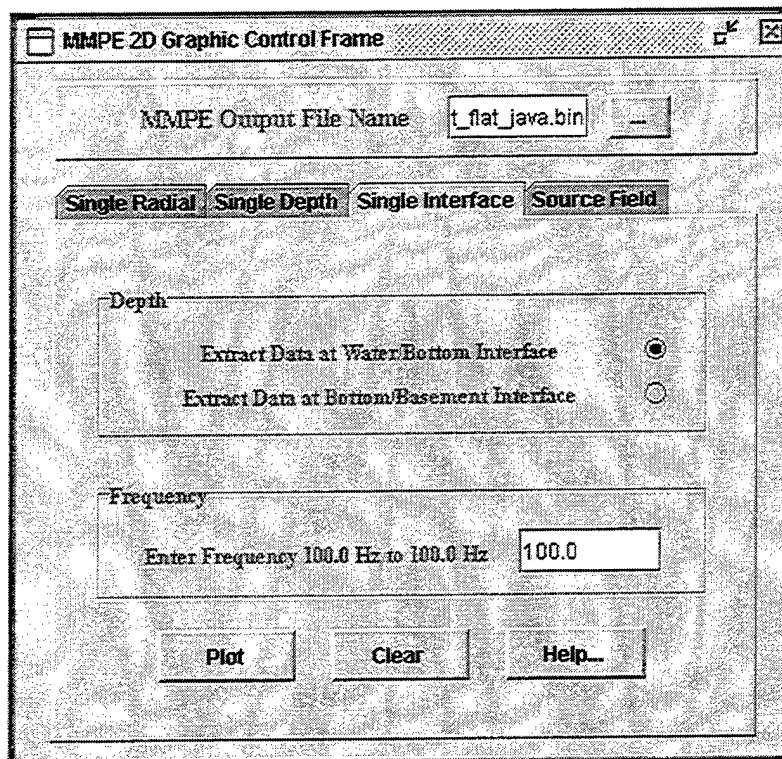 MMPE 2D Graphic Control Frame
MMPE Output File Name t_flat_java.bin ...
Single Radial Single Depth Single Interface Source Field
Depth
Extract Data at Water/Bottom Interface
Extract Data at Bottom/Basement Interface
Frequency
Enter Frequency 100.0 Hz to 100.0 Hz 100.0
Plot Clear Help...